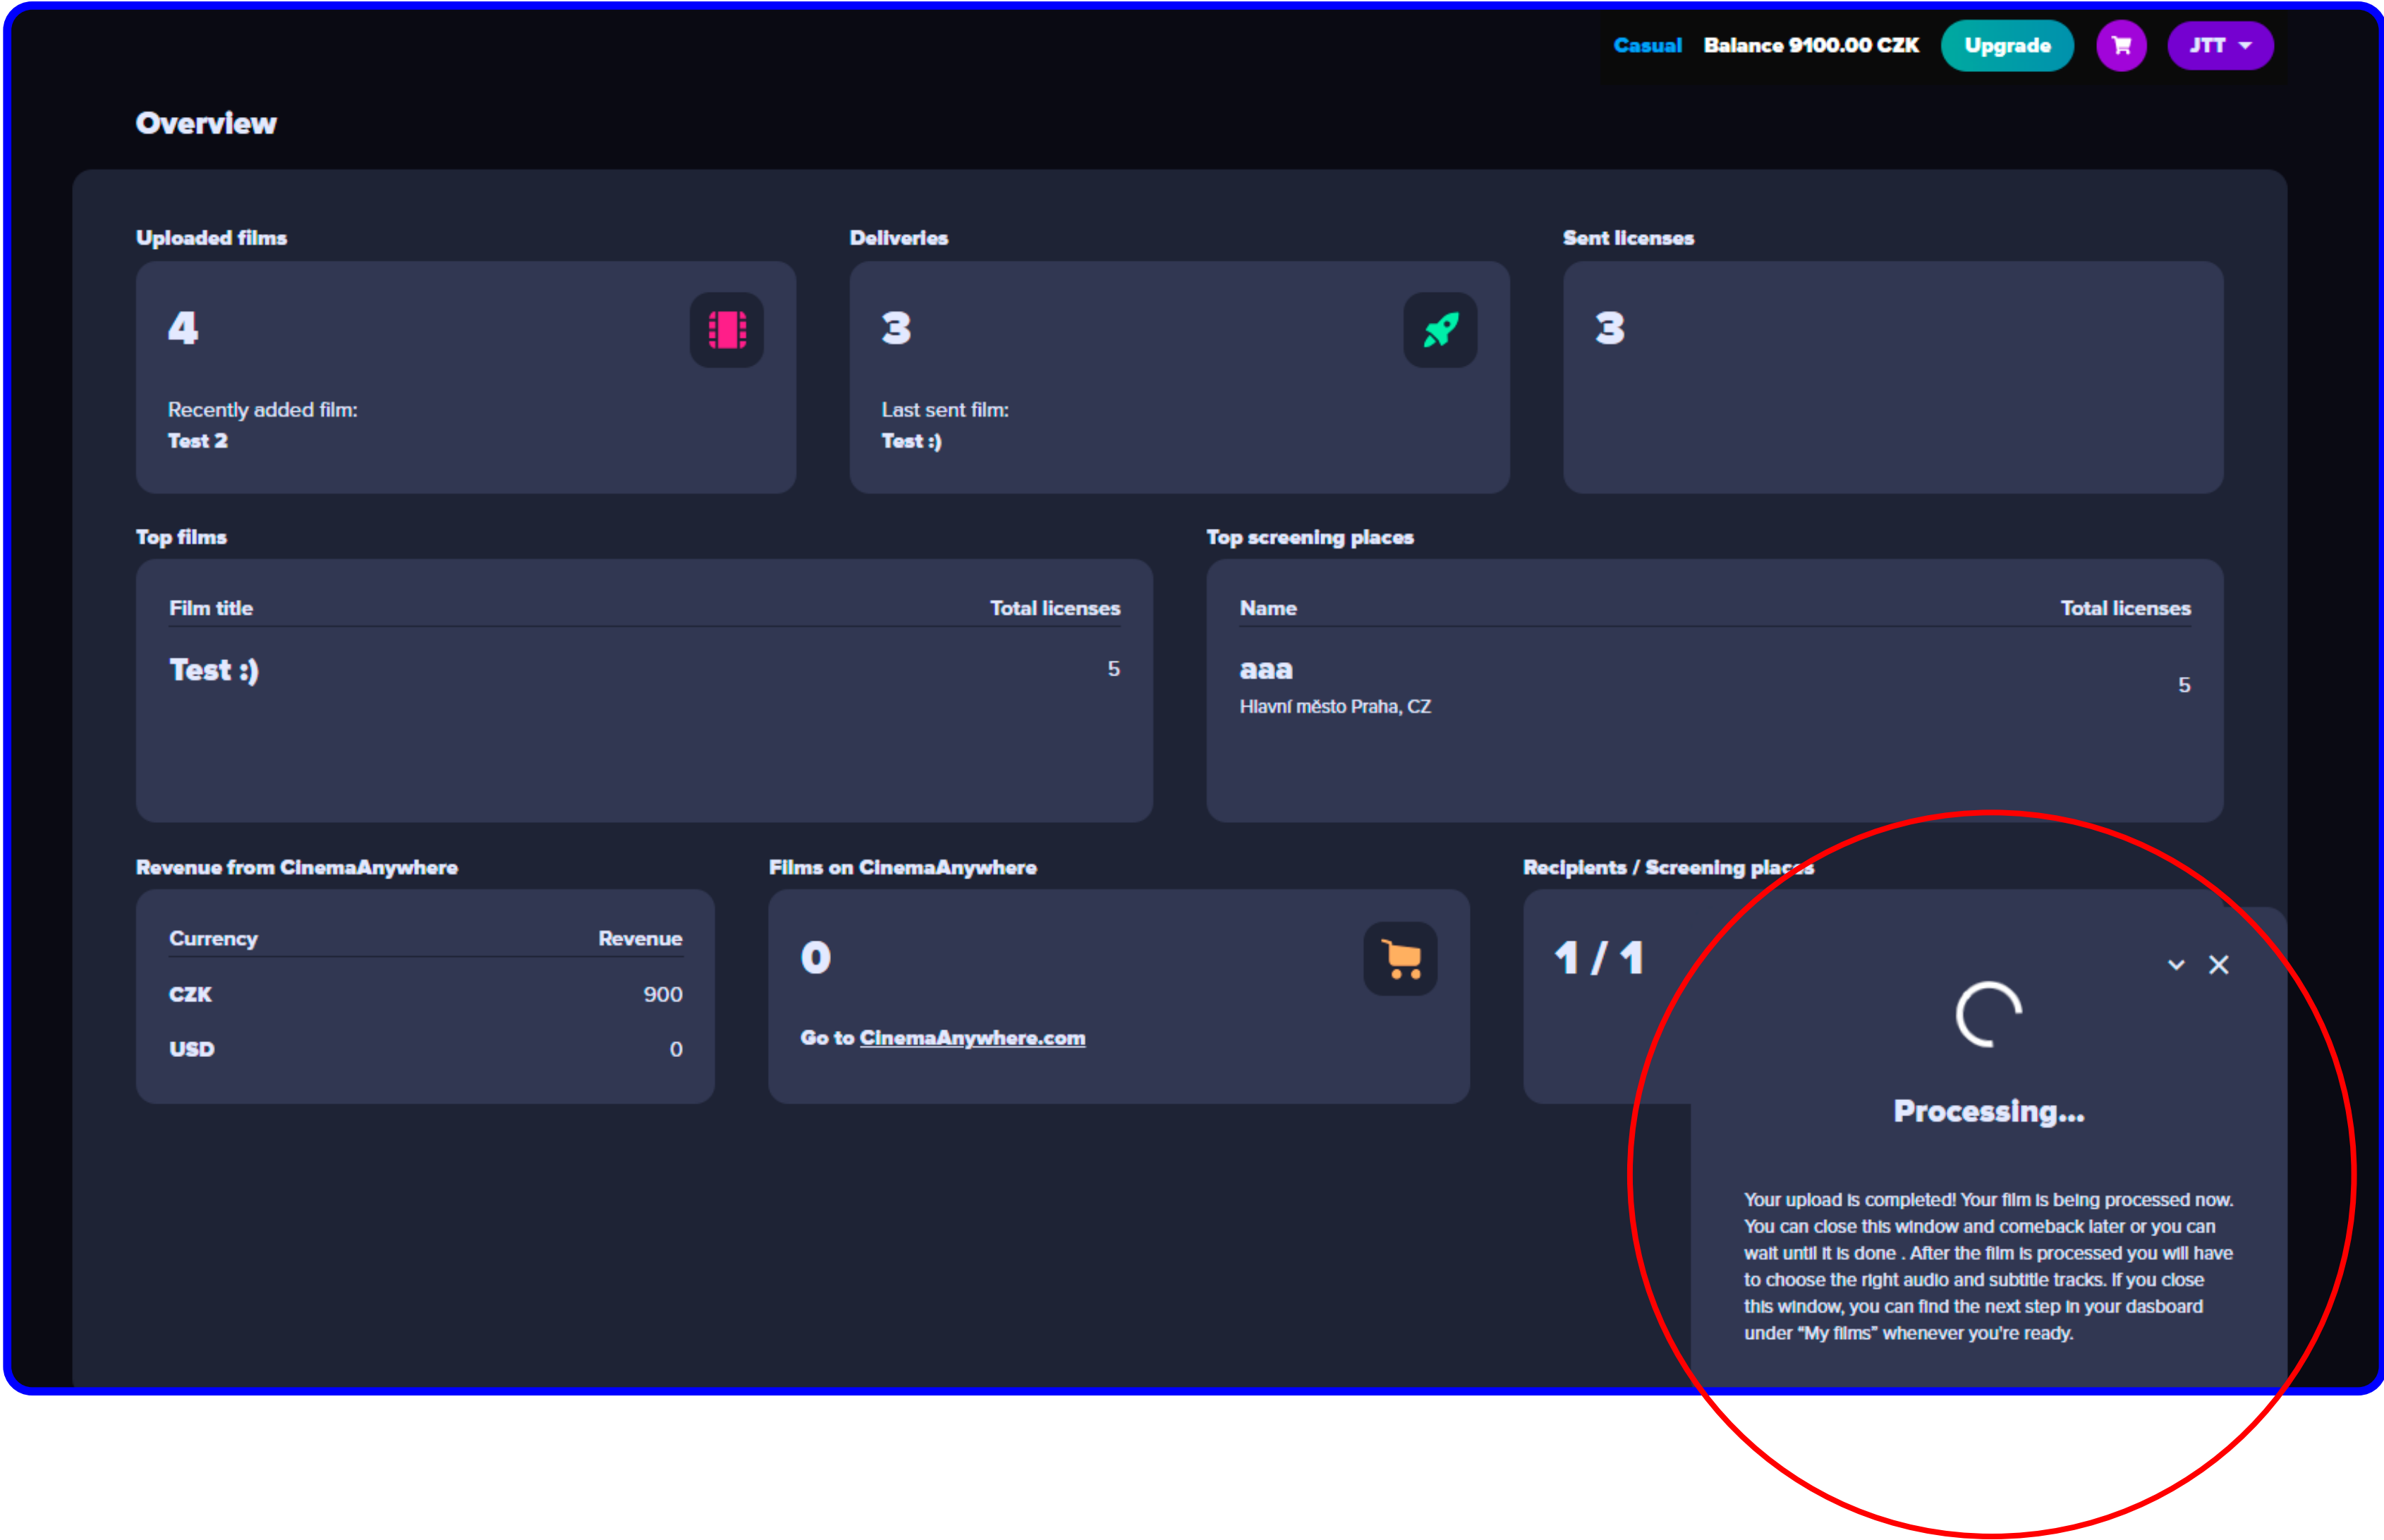 Casual Balance 9100.00 CZK Upgrade JTT
Overview
Uploaded films
4
Recently added film:
Test 2
Deliveries
3
Last sent film:
Test :)
Sent licenses
3
Top films
Film title Total licenses
Test :) 5
Top screening places
Name Total licenses
aaa
Hlavní město Praha, CZ
5
Revenue from CinemaAnywhere
Currency Revenue
CZK 900
USD 0
Films on CinemaAnywhere
0
Go to CinemaAnywhere.com
Recipients / Screening places
1 / 1
Processing...
Your upload is completed! Your film is being processed now.
You can close this window and comeback later or you can
wait until it is done . After the film is processed you will have
to choose the right audio and subtitle tracks. If you close
this window, you can find the next step in your dasboard
under “My films” whenever you're ready.